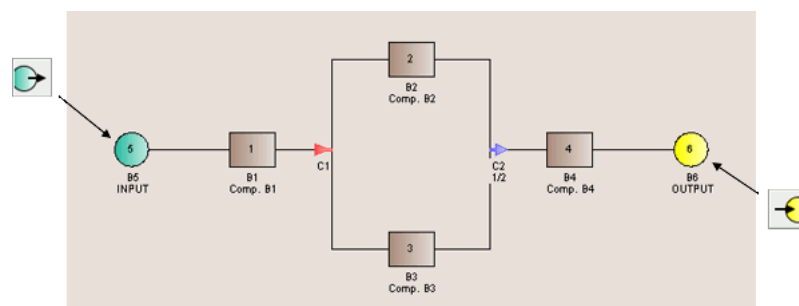 2
B2
Comp. B2
5
B5
INPUT
1
B1
Comp. B1
C1
C2
1/2
4
B4
Comp. B4
6
B6
OUTPUT
3
B3
Comp. B3